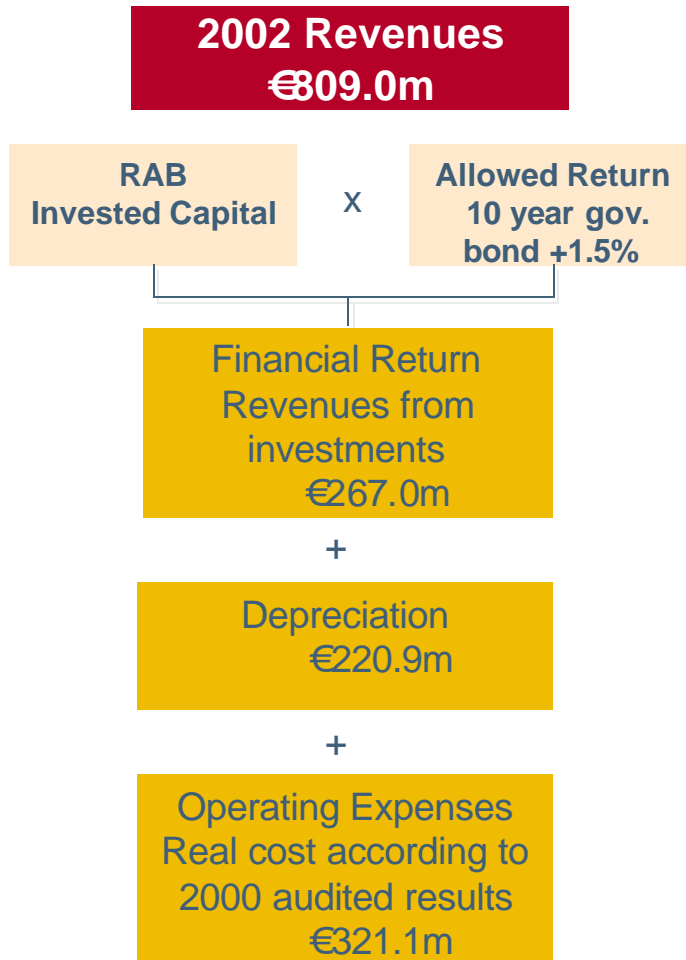 2002 Revenues
€809.0m
RAB
Invested Capital
x
Allowed Return
10 year gov.
bond +1.5%
Financial Return
Revenues from
investments
€267.0m
+
Depreciation
€220.9m
+
Operating Expenses
Real cost according to
2000 audited results
€321.1m